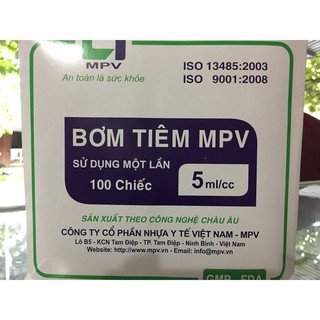 MPV
An toàn là sức khỏe
ISO 13485:2003
ISO 9001:2008
BƠM TIÊM MPV
SỬ DỤNG MỘT LẦN
100 Chiếc
5 ml/cc
SẢN XUẤT THEO CÔNG NGHỆ CHÂU ÂU
CÔNG TY CỔ PHẦN NHỰA Y TẾ VIỆT NAM - MPV
Lô B5 - KCN Tam Điệp - TP. Tam Điệp - Ninh Bình - Việt Nam
Website: http://www.mpv.vn - Email: info@mpv.vn
GMP - FDA